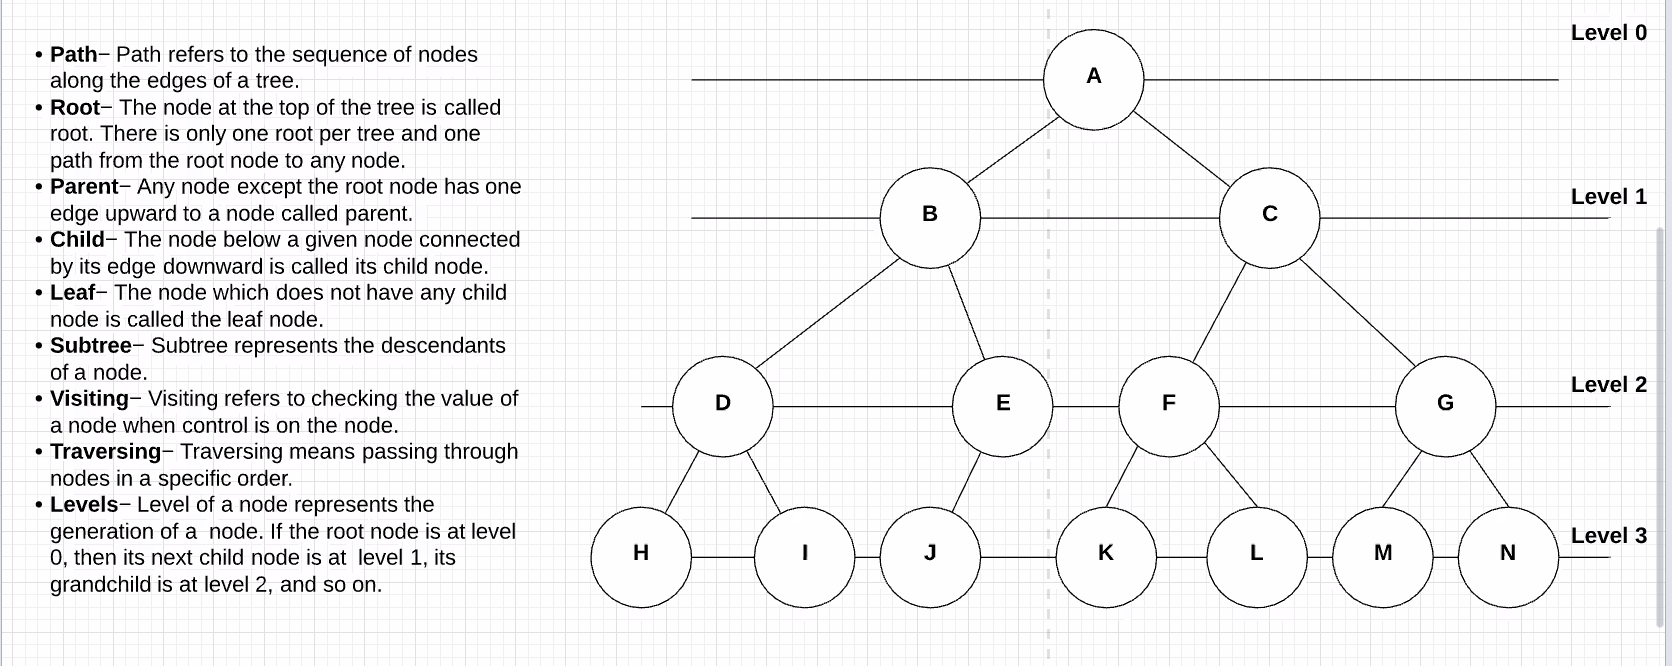 • Path− Path refers to the sequence of nodes
along the edges of a tree.
• Root− The node at the top of the tree is called
root. There is only one root per tree and one
path from the root node to any node.
• Parent− Any node except the root node has one
edge upward to a node called parent.
• Child− The node below a given node connected
by its edge downward is called its child node.
• Leaf− The node which does not have any child
node is called the leaf node.
• Subtree− Subtree represents the descendants
of a node.
• Visiting− Visiting refers to checking the value of
a node when control is on the node.
• Traversing− Traversing means passing through
nodes in a specific order.
• Levels− Level of a node represents the
generation of a  node. If the root node is at level
0, then its next child node is at  level 1, its
grandchild is at level 2, and so on.
Level 0
A
Level 1
B C
Level 2
D E F G
Level 3
H I J K L M N